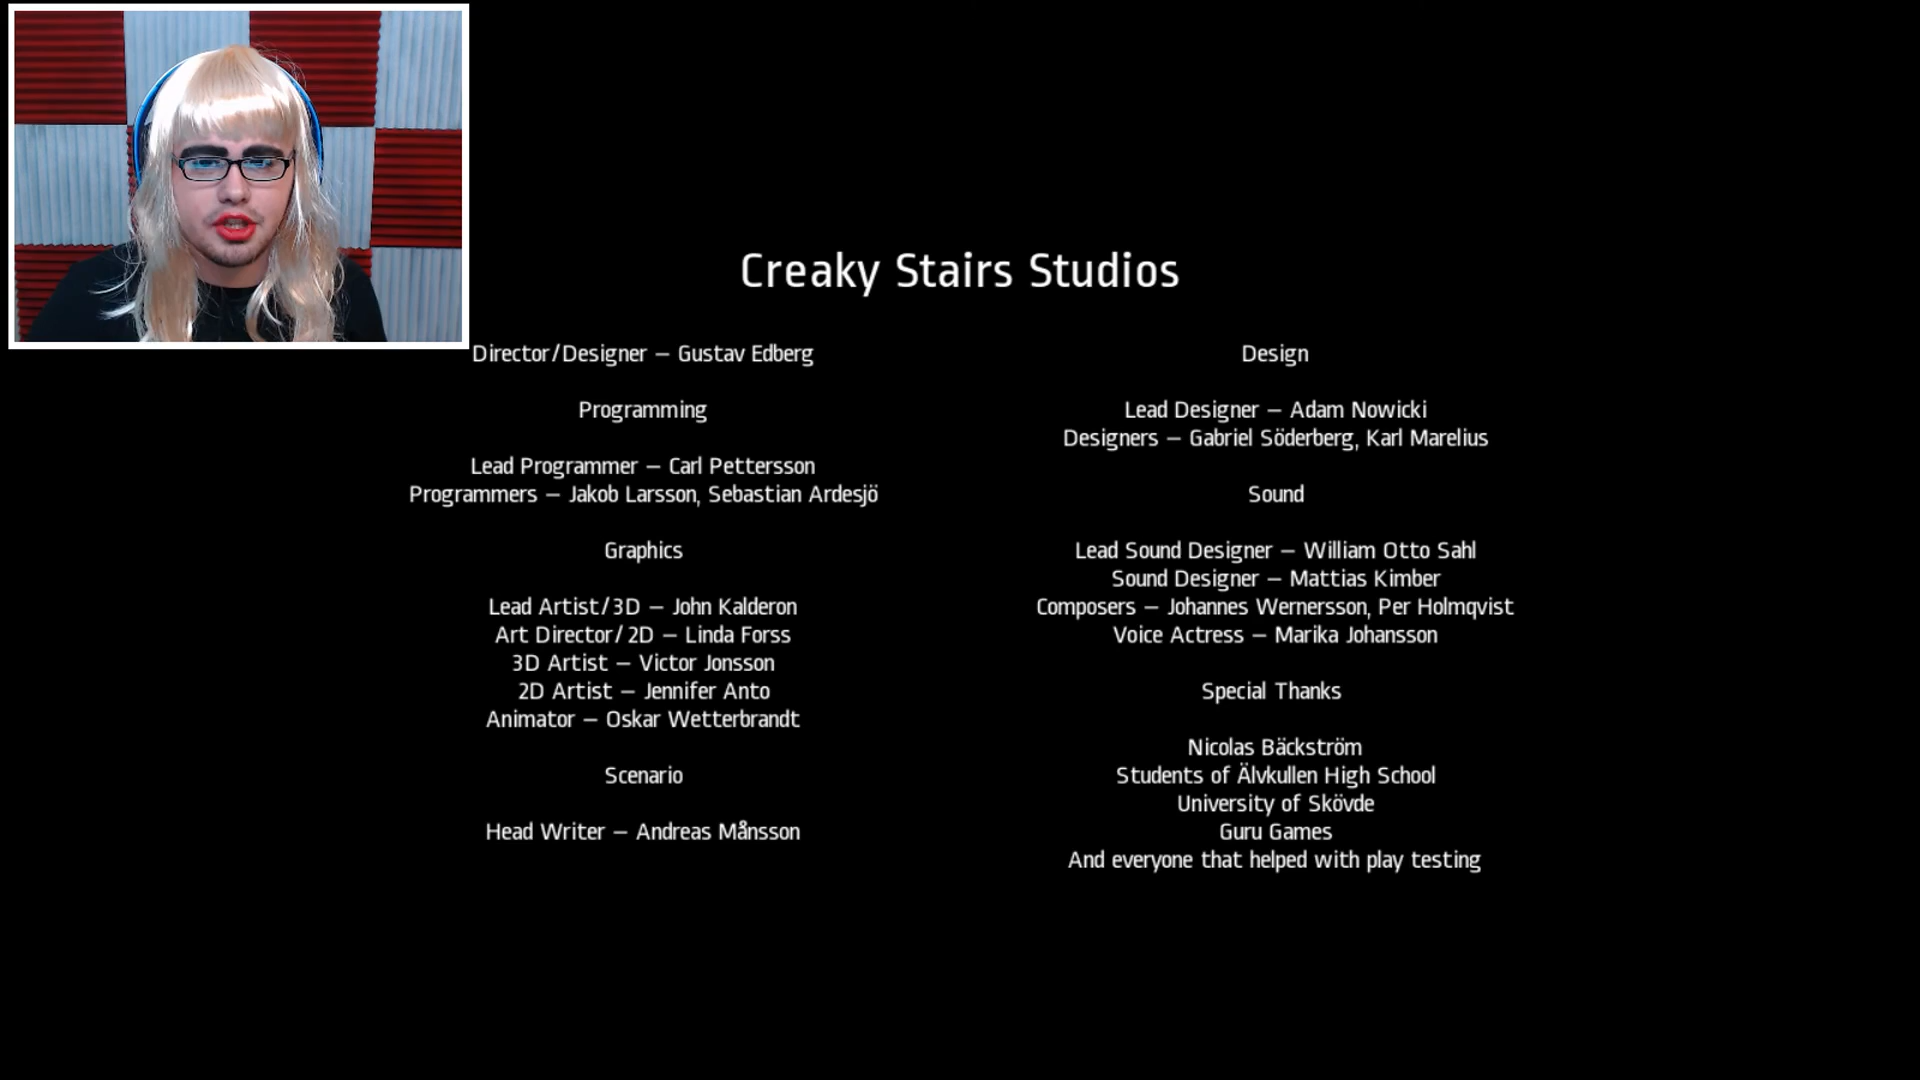 Creaky Stairs Studios
Director/Designer – Gustav Edberg
Programming
Lead Programmer – Carl Pettersson
Programmers – Jakob Larsson, Sebastian Ardesjö
Graphics
Lead Artist/3D – John Kalderon
Art Director/2D – Linda Forss
3D Artist – Victor Jonsson
2D Artist – Jennifer Anto
Animator – Oskar Wetterbrandt
Scenario
Head Writer – Andreas Månsson
Design
Lead Designer – Adam Nowicki
Designers – Gabriel Söderberg, Karl Marelius
Sound
Lead Sound Designer – William Otto Sahl
Sound Designer – Mattias Kimber
Composers – Johannes Wernersson, Per Holmqvist
Voice Actress – Marika Johansson
Special Thanks
Nicolas Bäckström
Students of Älvkullen High School
University of Skövde
Guru Games
And everyone that helped with play testing